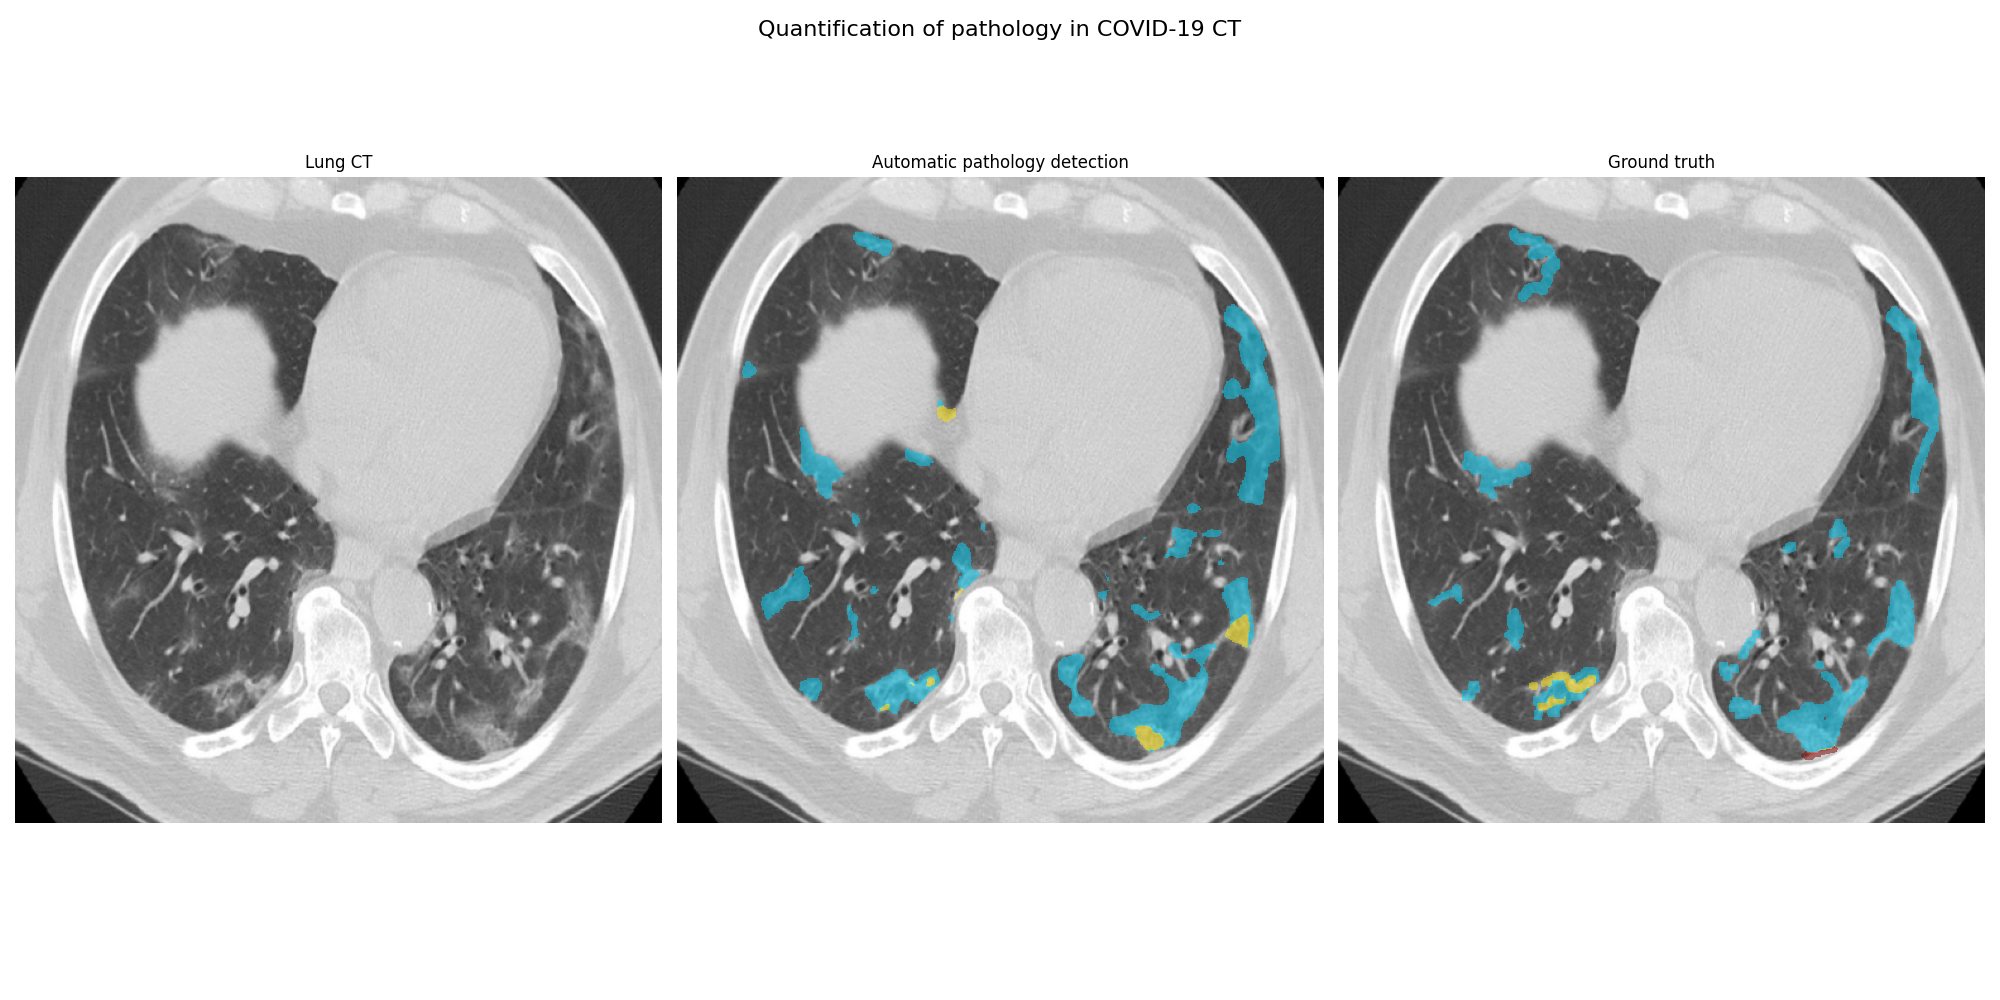 Quantification of pathology in COVID-19 CT
Lung CT
Automatic pathology detection
Ground truth